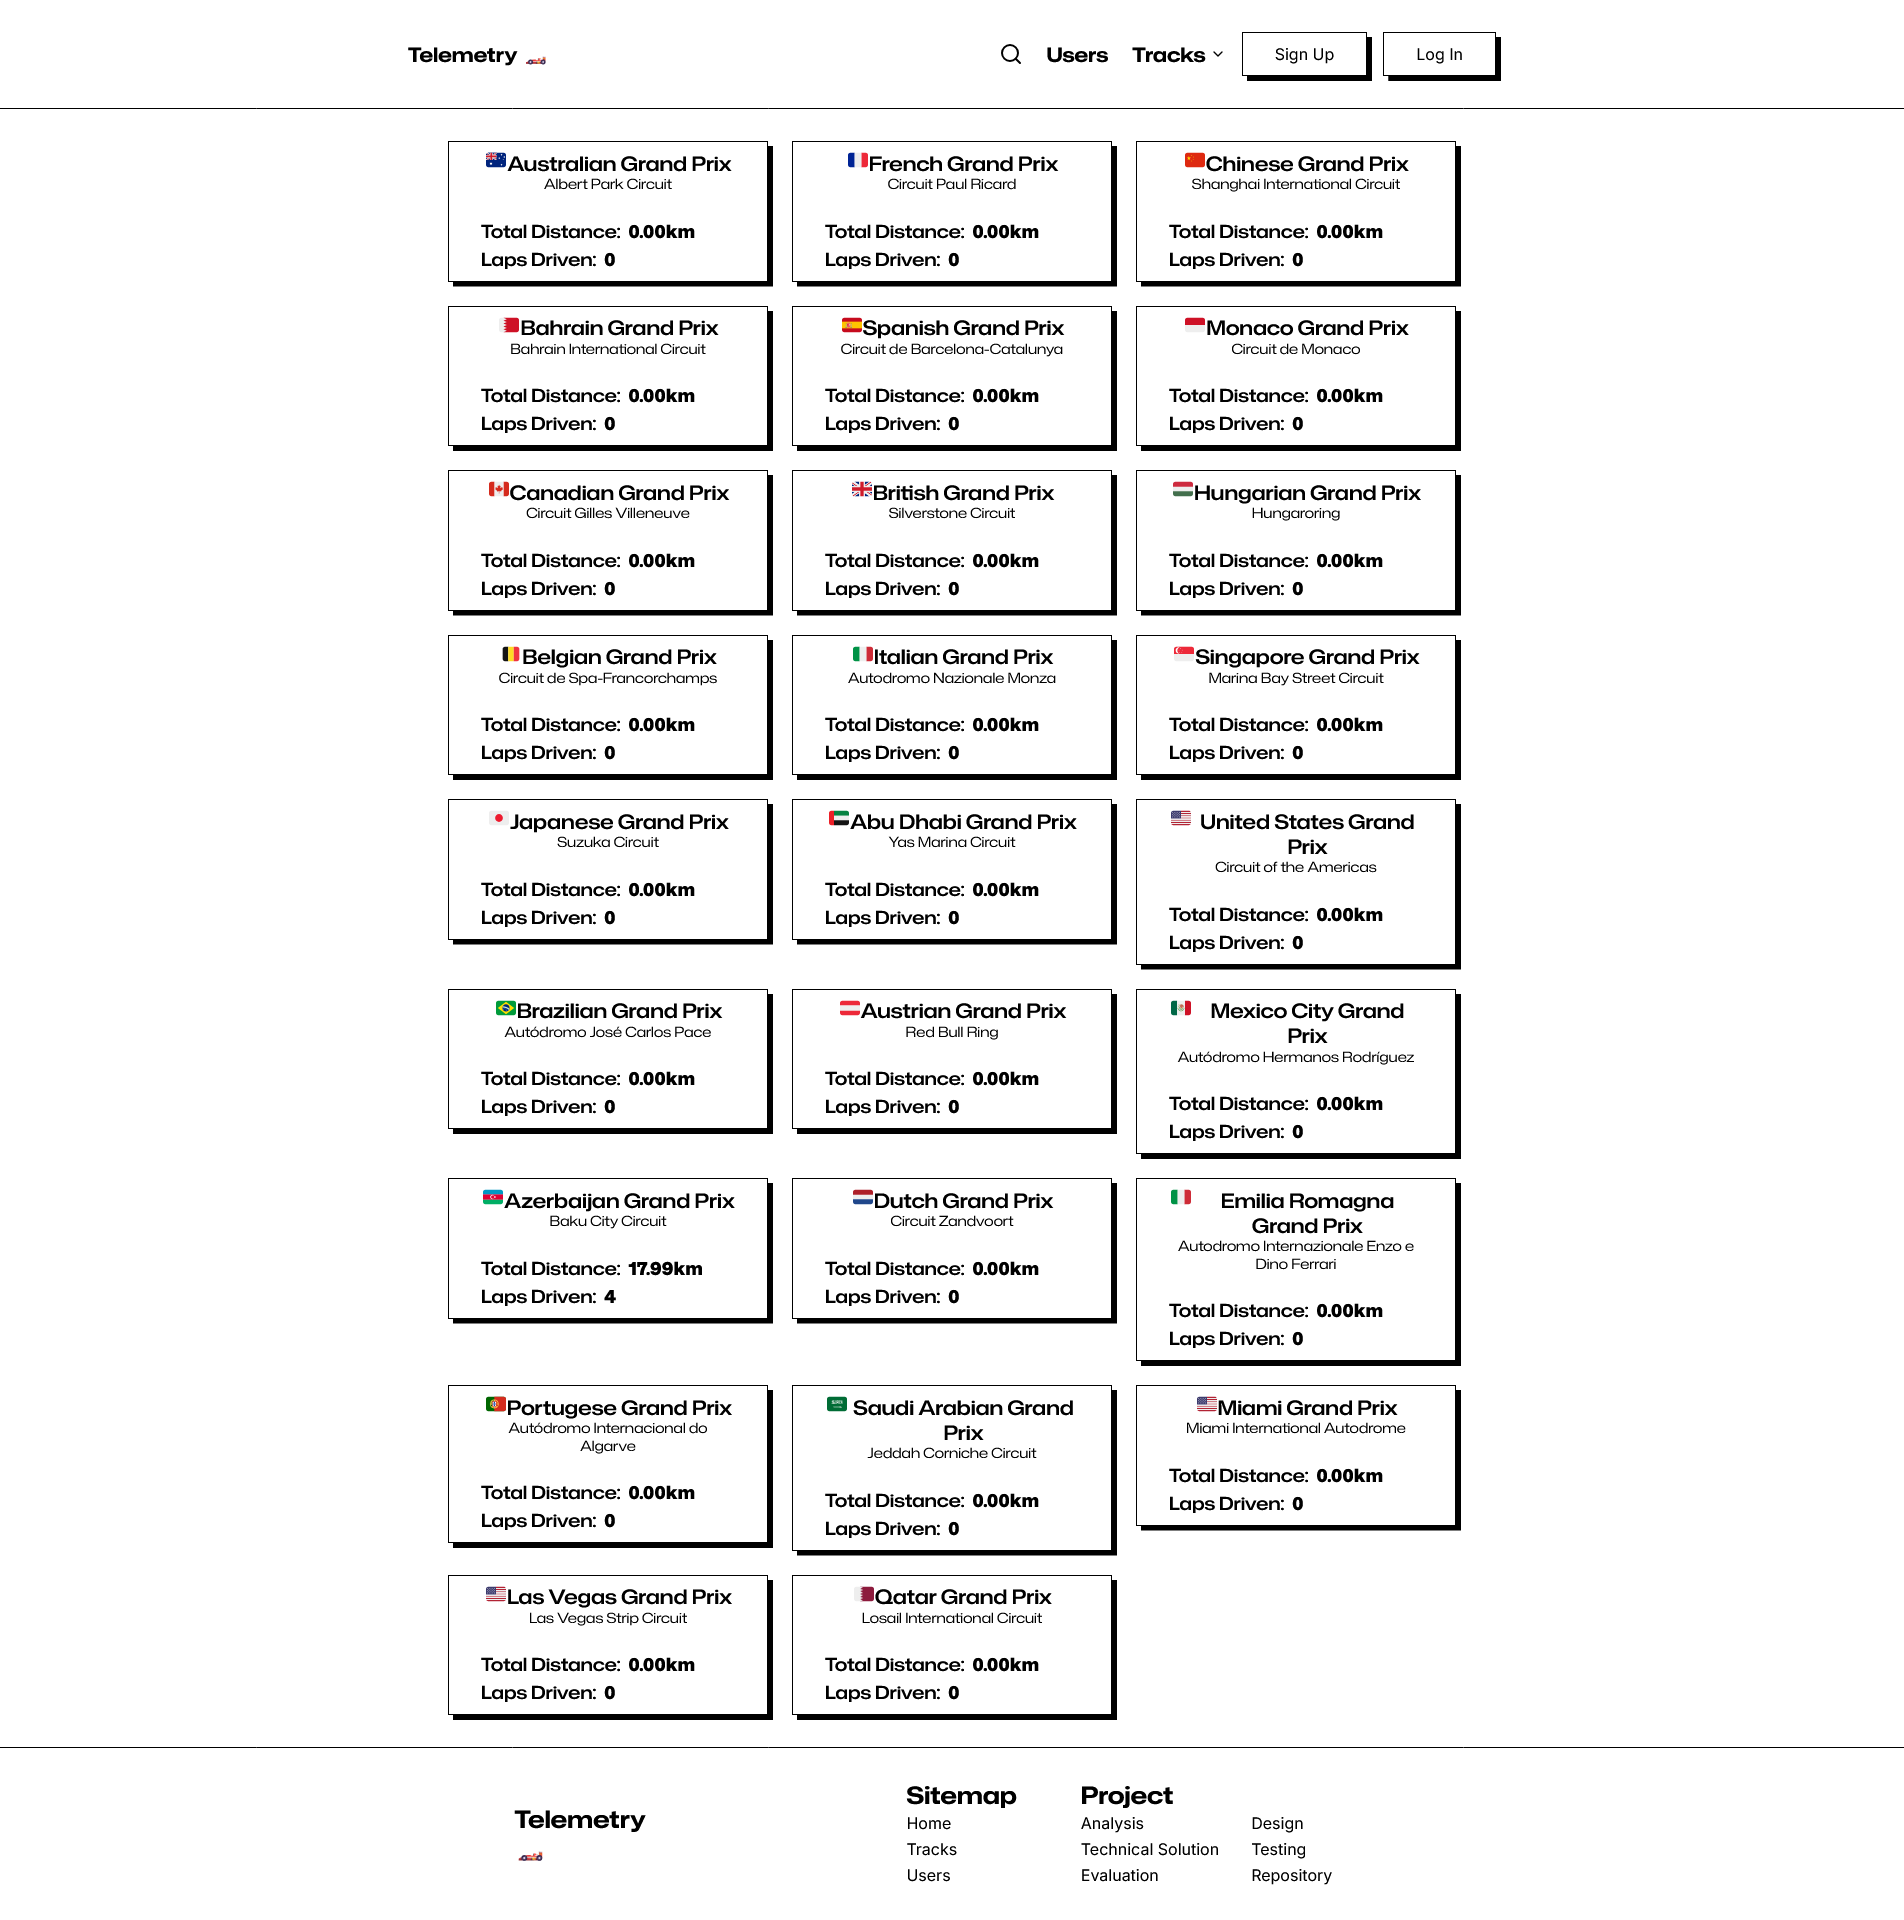 Telemetry
Users
Tracks
Sign Up
Log In
Australian Grand Prix
Albert Park Circuit
Total Distance: 0.00km
Laps Driven: 0
French Grand Prix
Circuit Paul Ricard
Total Distance: 0.00km
Laps Driven: 0
Chinese Grand Prix
Shanghai International Circuit
Total Distance: 0.00km
Laps Driven: 0
Bahrain Grand Prix
Bahrain International Circuit
Total Distance: 0.00km
Laps Driven: 0
Spanish Grand Prix
Circuit de Barcelona-Catalunya
Total Distance: 0.00km
Laps Driven: 0
Monaco Grand Prix
Circuit de Monaco
Total Distance: 0.00km
Laps Driven: 0
Canadian Grand Prix
Circuit Gilles Villeneuve
Total Distance: 0.00km
Laps Driven: 0
British Grand Prix
Silverstone Circuit
Total Distance: 0.00km
Laps Driven: 0
Hungarian Grand Prix
Hungaroring
Total Distance: 0.00km
Laps Driven: 0
Belgian Grand Prix
Circuit de Spa-Francorchamps
Total Distance: 0.00km
Laps Driven: 0
Italian Grand Prix
Autodromo Nazionale Monza
Total Distance: 0.00km
Laps Driven: 0
Singapore Grand Prix
Marina Bay Street Circuit
Total Distance: 0.00km
Laps Driven: 0
Japanese Grand Prix
Suzuka Circuit
Total Distance: 0.00km
Laps Driven: 0
Abu Dhabi Grand Prix
Yas Marina Circuit
Total Distance: 0.00km
Laps Driven: 0
United States Grand
Prix
Circuit of the Americas
Total Distance: 0.00km
Laps Driven: 0
Brazilian Grand Prix
Autódromo José Carlos Pace
Total Distance: 0.00km
Laps Driven: 0
Austrian Grand Prix
Red Bull Ring
Total Distance: 0.00km
Laps Driven: 0
Mexico City Grand
Prix
Autódromo Hermanos Rodríguez
Total Distance: 0.00km
Laps Driven: 0
Azerbaijan Grand Prix
Baku City Circuit
Total Distance: 17.99km
Laps Driven: 4
Dutch Grand Prix
Circuit Zandvoort
Total Distance: 0.00km
Laps Driven: 0
Emilia Romagna
Grand Prix
Autodromo Internazionale Enzo e
Dino Ferrari
Total Distance: 0.00km
Laps Driven: 0
Portugese Grand Prix
Autódromo Internacional do
Algarve
Total Distance: 0.00km
Laps Driven: 0
Saudi Arabian Grand
Prix
Jeddah Corniche Circuit
Total Distance: 0.00km
Laps Driven: 0
Miami Grand Prix
Miami International Autodrome
Total Distance: 0.00km
Laps Driven: 0
Las Vegas Grand Prix
Las Vegas Strip Circuit
Total Distance: 0.00km
Laps Driven: 0
Qatar Grand Prix
Losail International Circuit
Total Distance: 0.00km
Laps Driven: 0
Telemetry
Sitemap
Home
Tracks
Users
Project
Analysis
Technical Solution
Evaluation
Design
Testing
Repository